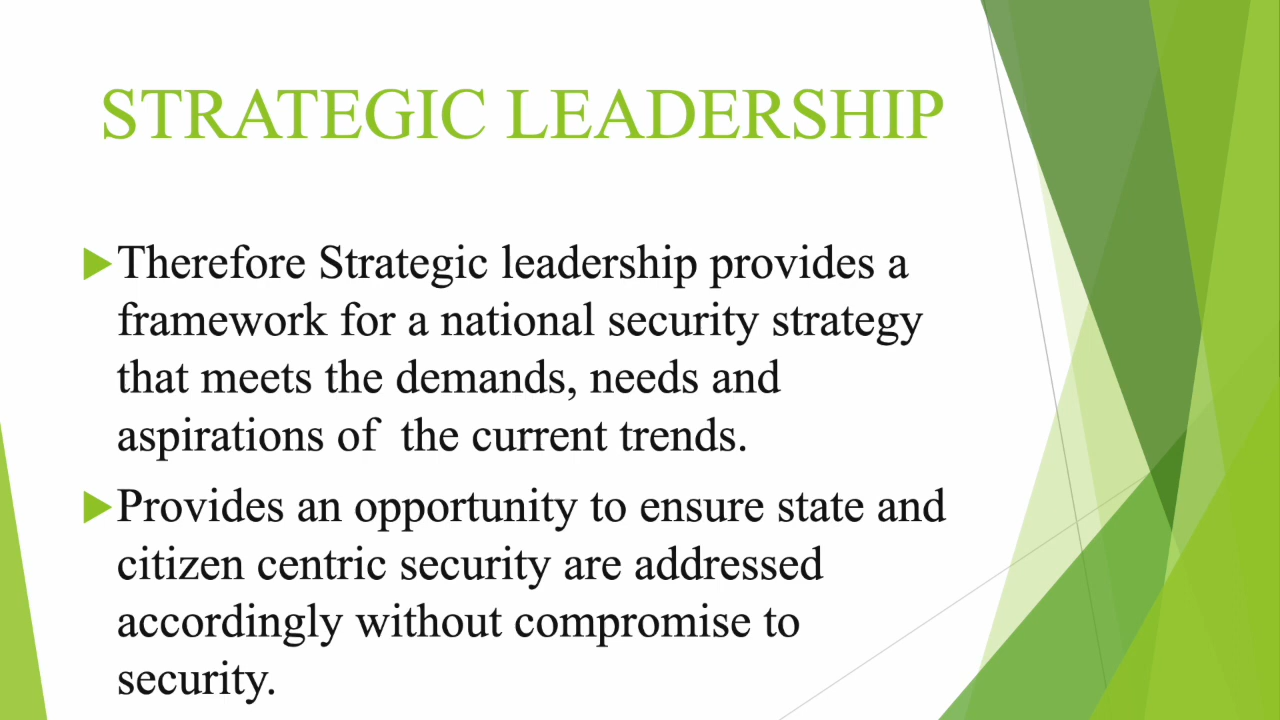 STRATEGIC LEADERSHIP
Therefore Strategic leadership provides a
framework for a national security strategy
that meets the demands, needs and
aspirations of  the current trends.
Provides an opportunity to ensure state and
citizen centric security are addressed
accordingly without compromise to
security.